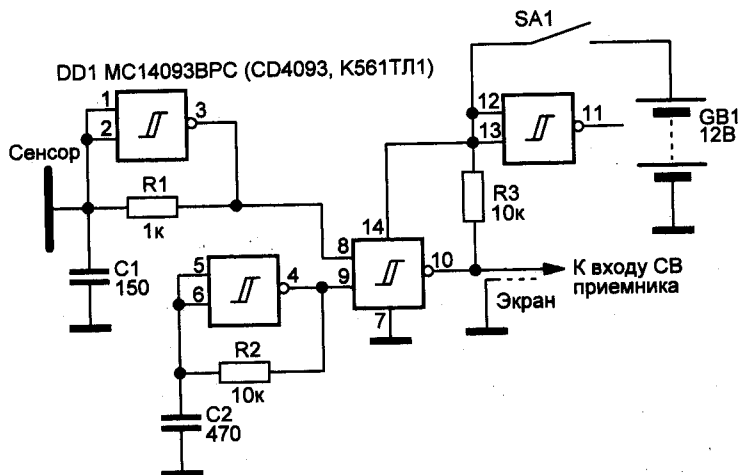 SA1
DD1 MC14093BPC (CD4093, К561ТЛ1)
1
2
3
12
13
11
GB1
12В
Сенсор
R1
1к
R3
10к
14
8
9
10
7
C1
150
5
6
4
К входу СВ
приемника
Экран
R2
10к
C2
470